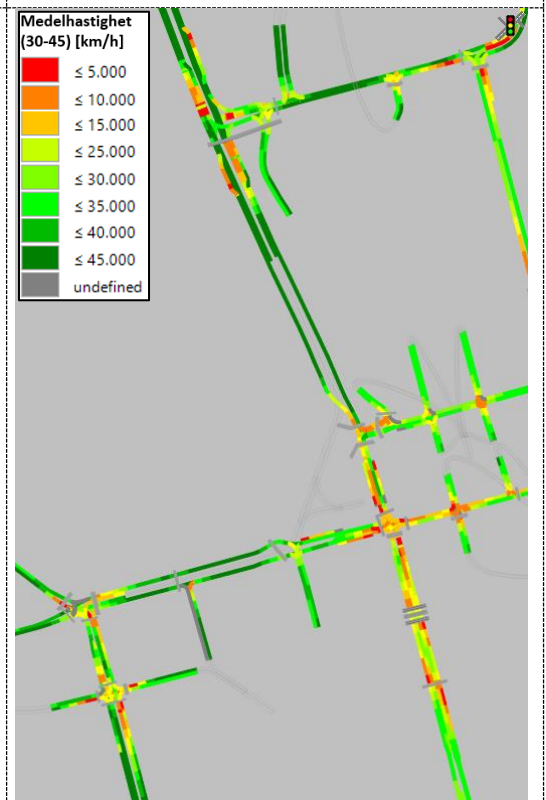 Medelhastighet
(30-45) [km/h]
≤ 5.000
≤ 10.000
≤ 15.000
≤ 25.000
≤ 30.000
≤ 35.000
≤ 40.000
≤ 45.000
undefined